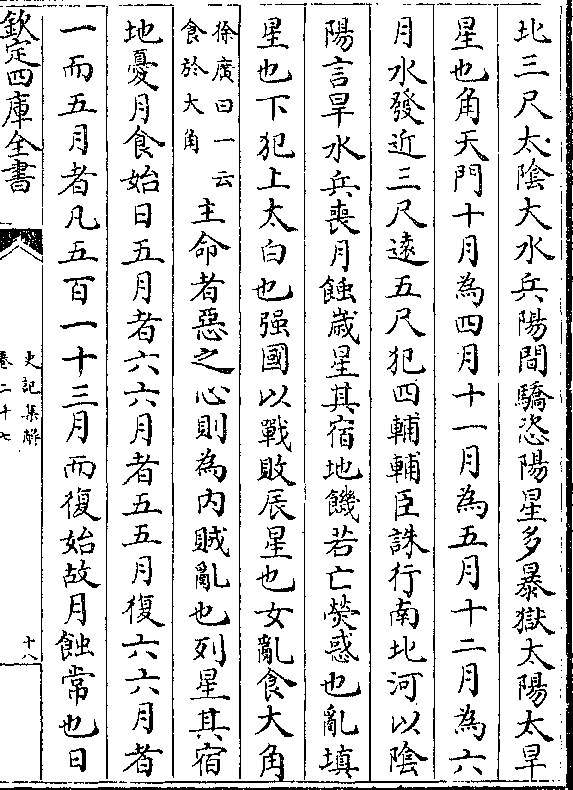 北三尺太陰大水兵陽間驕恣陽星多暴獄太陽大旱
星也角天門十月為四月十一月為五月十二月為六
月水發近三尺逺五尺犯四輔輔臣誅行南北河以陰
陽言旱水兵喪月蝕歲星其宿地饑若亡熒惑也亂填
星也下犯上太白也强國以戰敗辰星也女亂食大角
徐廣曰一云
食於大角
主命者惡之心則為内賊亂也列星其宿
地憂月食始日五月者六六月者五五月復六六月者
一而五月者凡五百一十三月而復始故月蝕常也日
欽定四庫全書
史記集解
卷二十七
十八